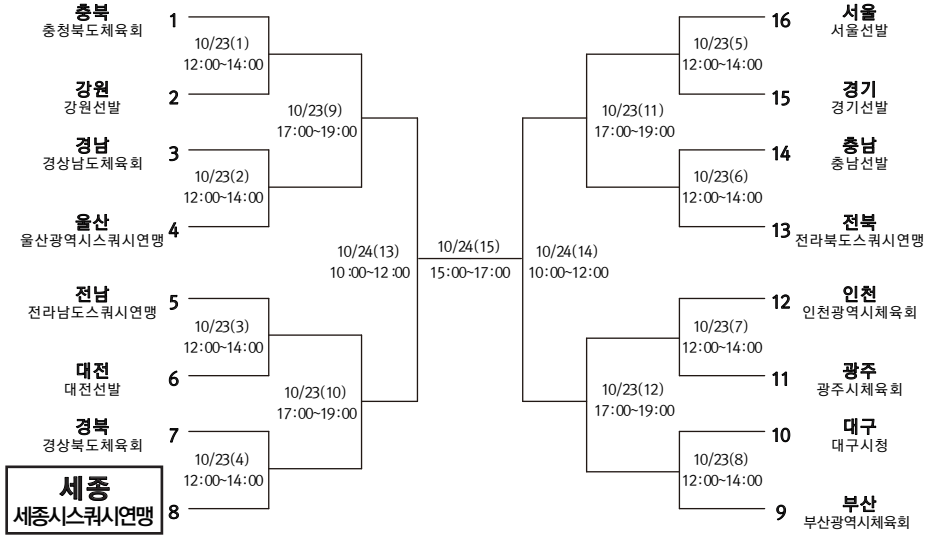 충북
충청북도체육회
1
10/23(1)
12:00~14:00
강원
강원선발
2
10/23(9)
17:00~19:00
경남
경상남도체육회
3
10/23(2)
12:00~14:00
울산
울산광역시스쿼시연맹
4
10/24(13)
10:00~12:00
전남
전라남도스쿼시연맹
5
10/23(3)
12:00~14:00
대전
대전선발
6
10/23(10)
17:00~19:00
경북
경상북도체육회
7
10/23(4)
12:00~14:00
세종
세종시스쿼시연맹
8
10/24(15)
15:00~17:00
16
서울
서울선발
10/23(5)
12:00~14:00
15
경기
경기선발
10/23(11)
17:00~19:00
14
충남
충남선발
10/23(6)
12:00~14:00
13
전북
전라북도스쿼시연맹
10/24(14)
10:00~12:00
12
인천
인천광역시체육회
10/23(7)
12:00~14:00
11
광주
광주시체육회
10/23(12)
17:00~19:00
10
대구
대구시청
10/23(8)
12:00~14:00
9
부산
부산광역시체육회